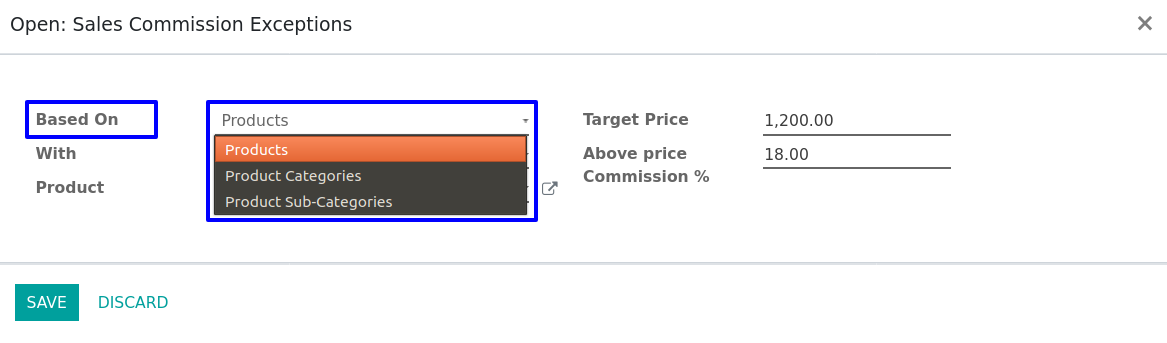 Open: Sales Commission Exceptions
Based On
Products
Products
Product Categories
Product Sub-Categories
With
Product
Target Price
1,200.00
Above price
Commission %
18.00
SAVE
DISCARD